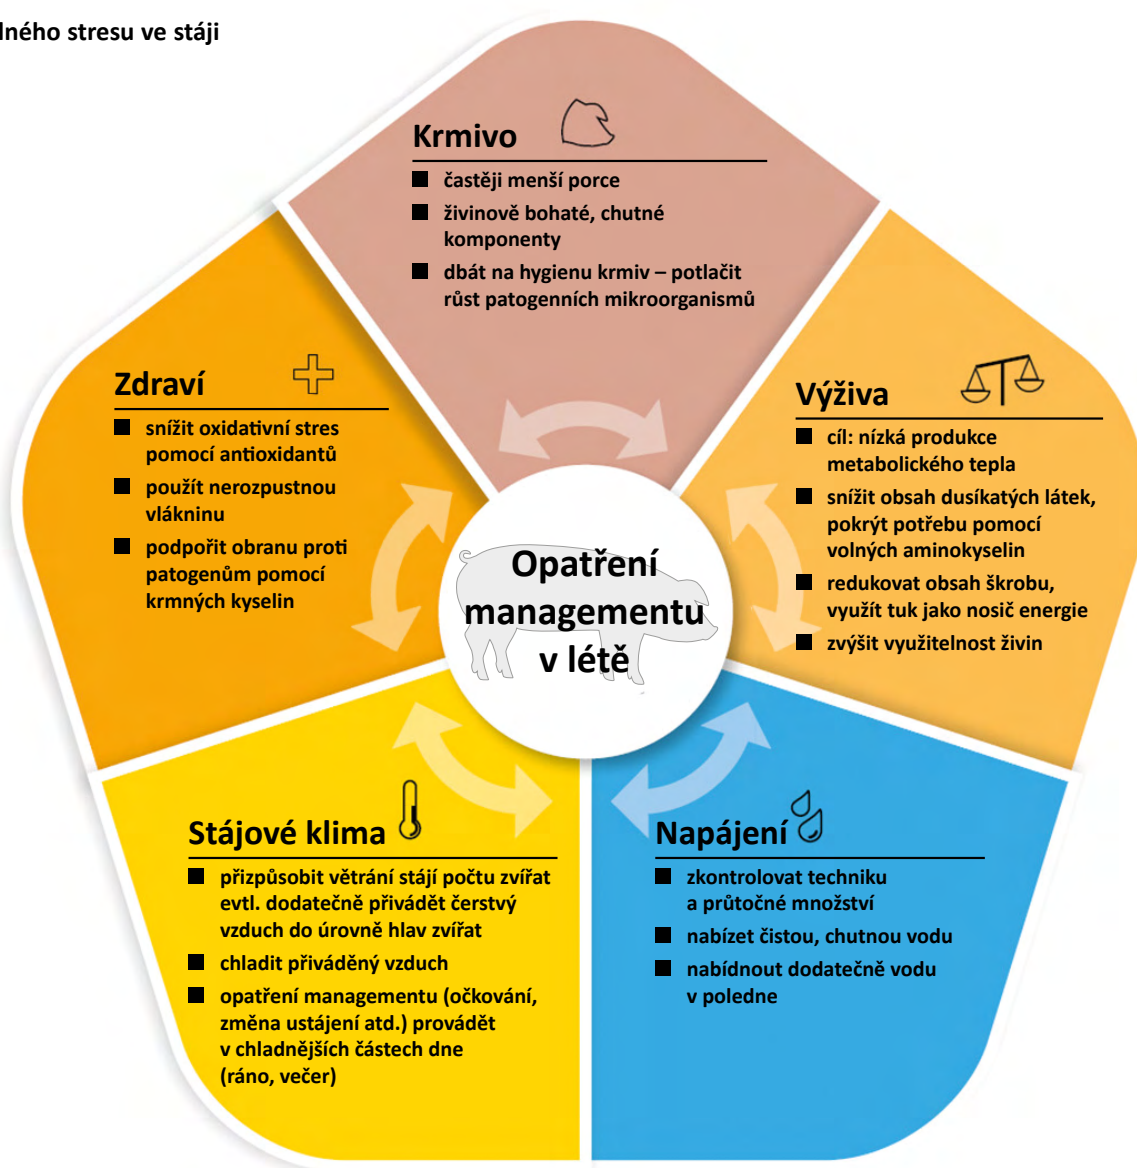 dného stresu ve stáji
Krmivo
■ častěji menší porce
■ živinově bohaté, chutné
komponenty
■ dbát na hygienu krmiv – potlačit
růst patogenních mikroorganismů
Zdraví
■ snížit oxidativní stres
pomocí antioxidantů
■ použít nerozpustnou
vlákninu
■ podpořit obranu proti
patogenům pomocí
krmných kyselin
Výživa
■ cíl: nízká produkce
metabolického tepla
■ snížit obsah dusíkatých látek,
pokrýt potřebu pomocí
volných aminokyselin
■ redukovat obsah škrobu,
využít tuk jako nosič energie
■ zvýšit využitelnost živin
Opatření
managementu
v létě
Stájové klima
■ přizpůsobit větrání stájí počtu zvířat
evtl. dodatečně přivádět čerstvý
vzduch do úrovně hlav zvířat
■ chladit přiváděný vzduch
■ opatření managementu (očkování,
změna ustájení atd.) provádět
v chladnějších částech dne
(ráno, večer)
Napájení
■ zkontrolovat techniku
a průtočné množství
■ nabízet čistou, chutnou vodu
■ nabídnout dodatečně vodu
v poledne